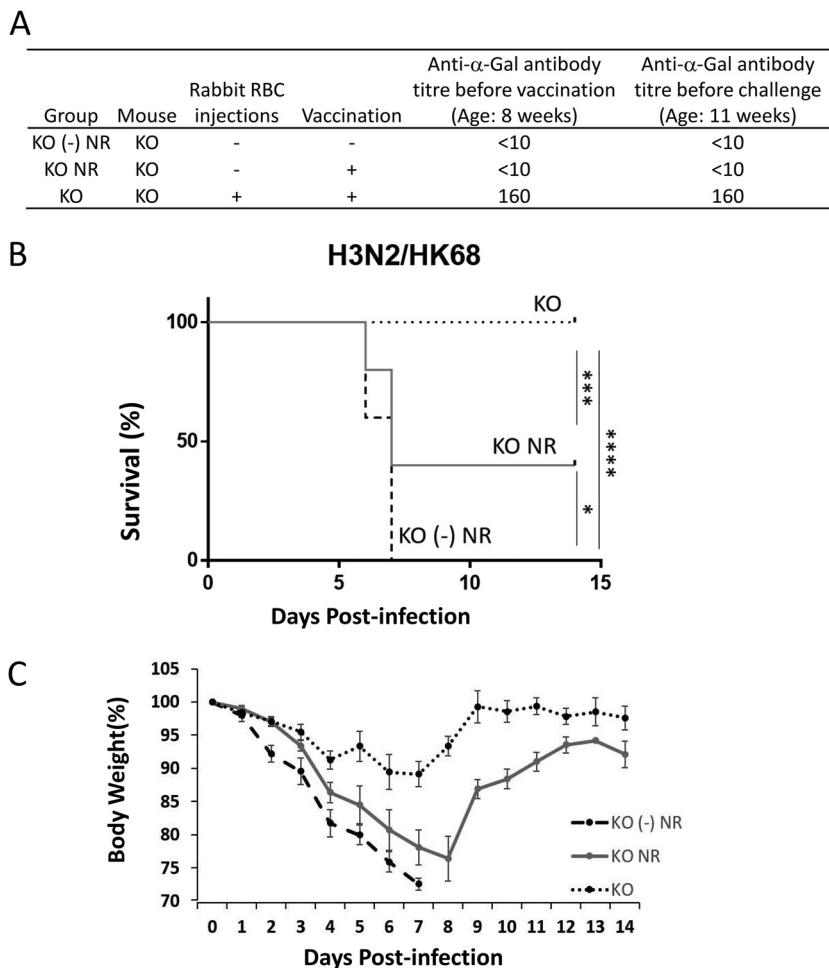 A
Anti-α-Gal antibody Anti-α-Gal antibody
Rabbit RBC titre before vaccination titre before challenge
Group Mouse injections Vaccination (Age: 8 weeks) (Age: 11 weeks)
KO (-) NR KO - - <10 <10
KO NR KO - + <10 <10
KO KO + + 160 160
B
H3N2/HK68
KO
100
***
****
Survival (%)
50
KO NR
*
KO (-) NR
0
0 5 10 15
Days Post-infection
C
105
100
95
90
85
80
75
70
Body Weight(%)
KO (-) NR
KO NR
KO
0 1 2 3 4 5 6 7 8 9 10 11 12 13 14
Days Post-infection